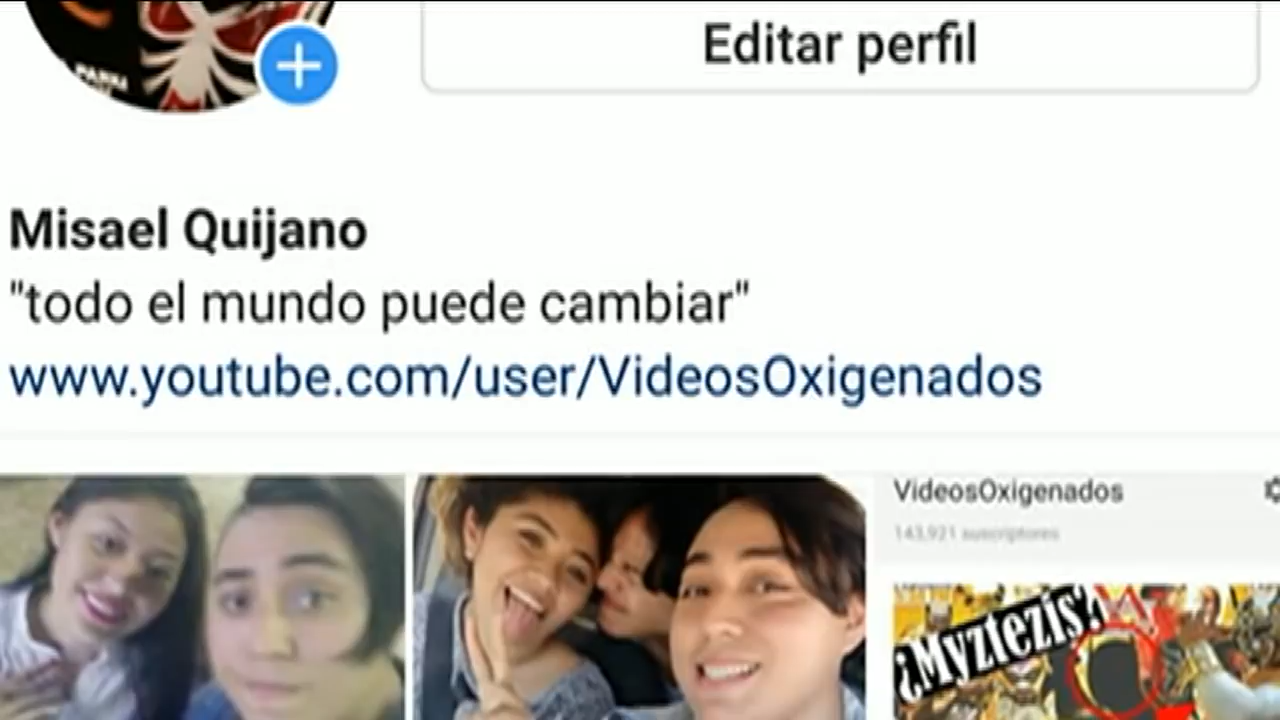 Editar perfil
Misael Quijano
"todo el mundo puede cambiar"
www.youtube.com/user/VideosOxigenados
VideosOxigenados
143,921 suscriptores
¿Myztezis?